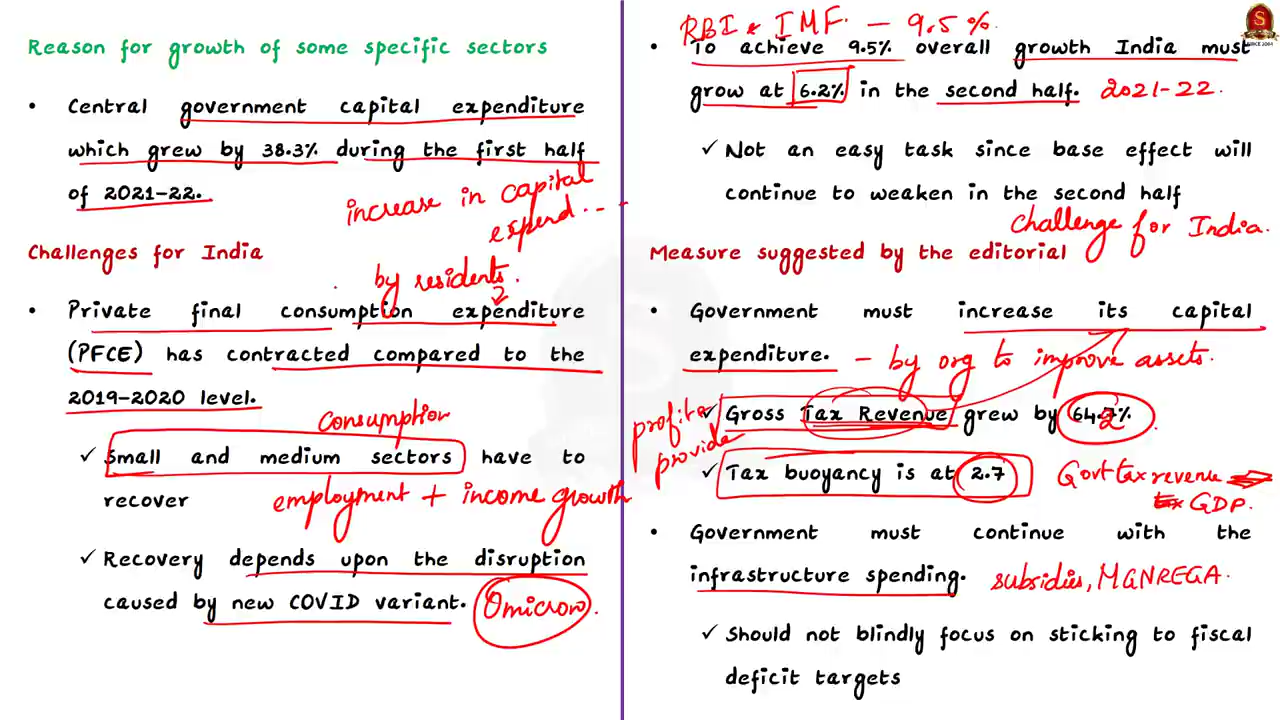 Reason for growth of some specific sectors
• Central government capital expenditure
which grew by 38.3% during the first half
of 2021-22.
increase in capital
expend...--
Challenges for India
by residents.
• Private final consumption expenditure
(PFCE) has contracted compared to the
2019-2020 level.
consumption
✓ Small and medium sectors have to
recover
employment + income growth
✓ Recovery depends upon the disruption
caused by new COVID variant.
Omicron.
RBI & IMF. – 9.5%.
• To achieve 9.5% overall growth India must
grow at 6.2% in the second half. 2021-22.
✓ Not an easy task since base effect will
continue to weaken in the second half
challenge for India.
Measure suggested by the editorial
• Government must increase its capital
expenditure. – by org to improve assets.
profits
provide
✓ Gross Tax Revenue grew by 64.2%.
✓ Tax buoyancy is at 2.7
Govt tax revenue
GDP.
• Government must continue with the
infrastructure spending. subsidies, MGNREGA.
✓ Should not blindly focus on sticking to fiscal
deficit targets